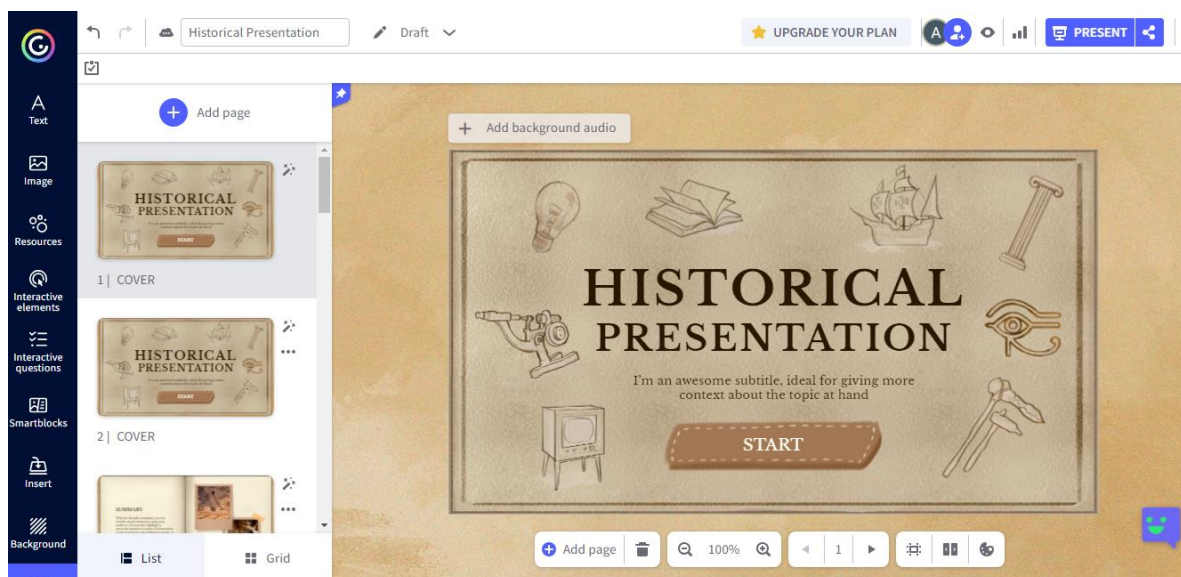 Historical Presentation
Draft
UPGRADE YOUR PLAN
A
PRESENT
Text
Image
Resources
Interactive
elements
Interactive
questions
Smartblocks
Insert
Background
Add page
HISTORICAL
PRESENTATION
START
1 | COVER
HISTORICAL
PRESENTATION
START
2 | COVER
SUMMARY
List
Grid
Add background audio
HISTORICAL
PRESENTATION
I'm an awesome subtitle, ideal for giving more
context about the topic at hand
START
Add page
100%
1